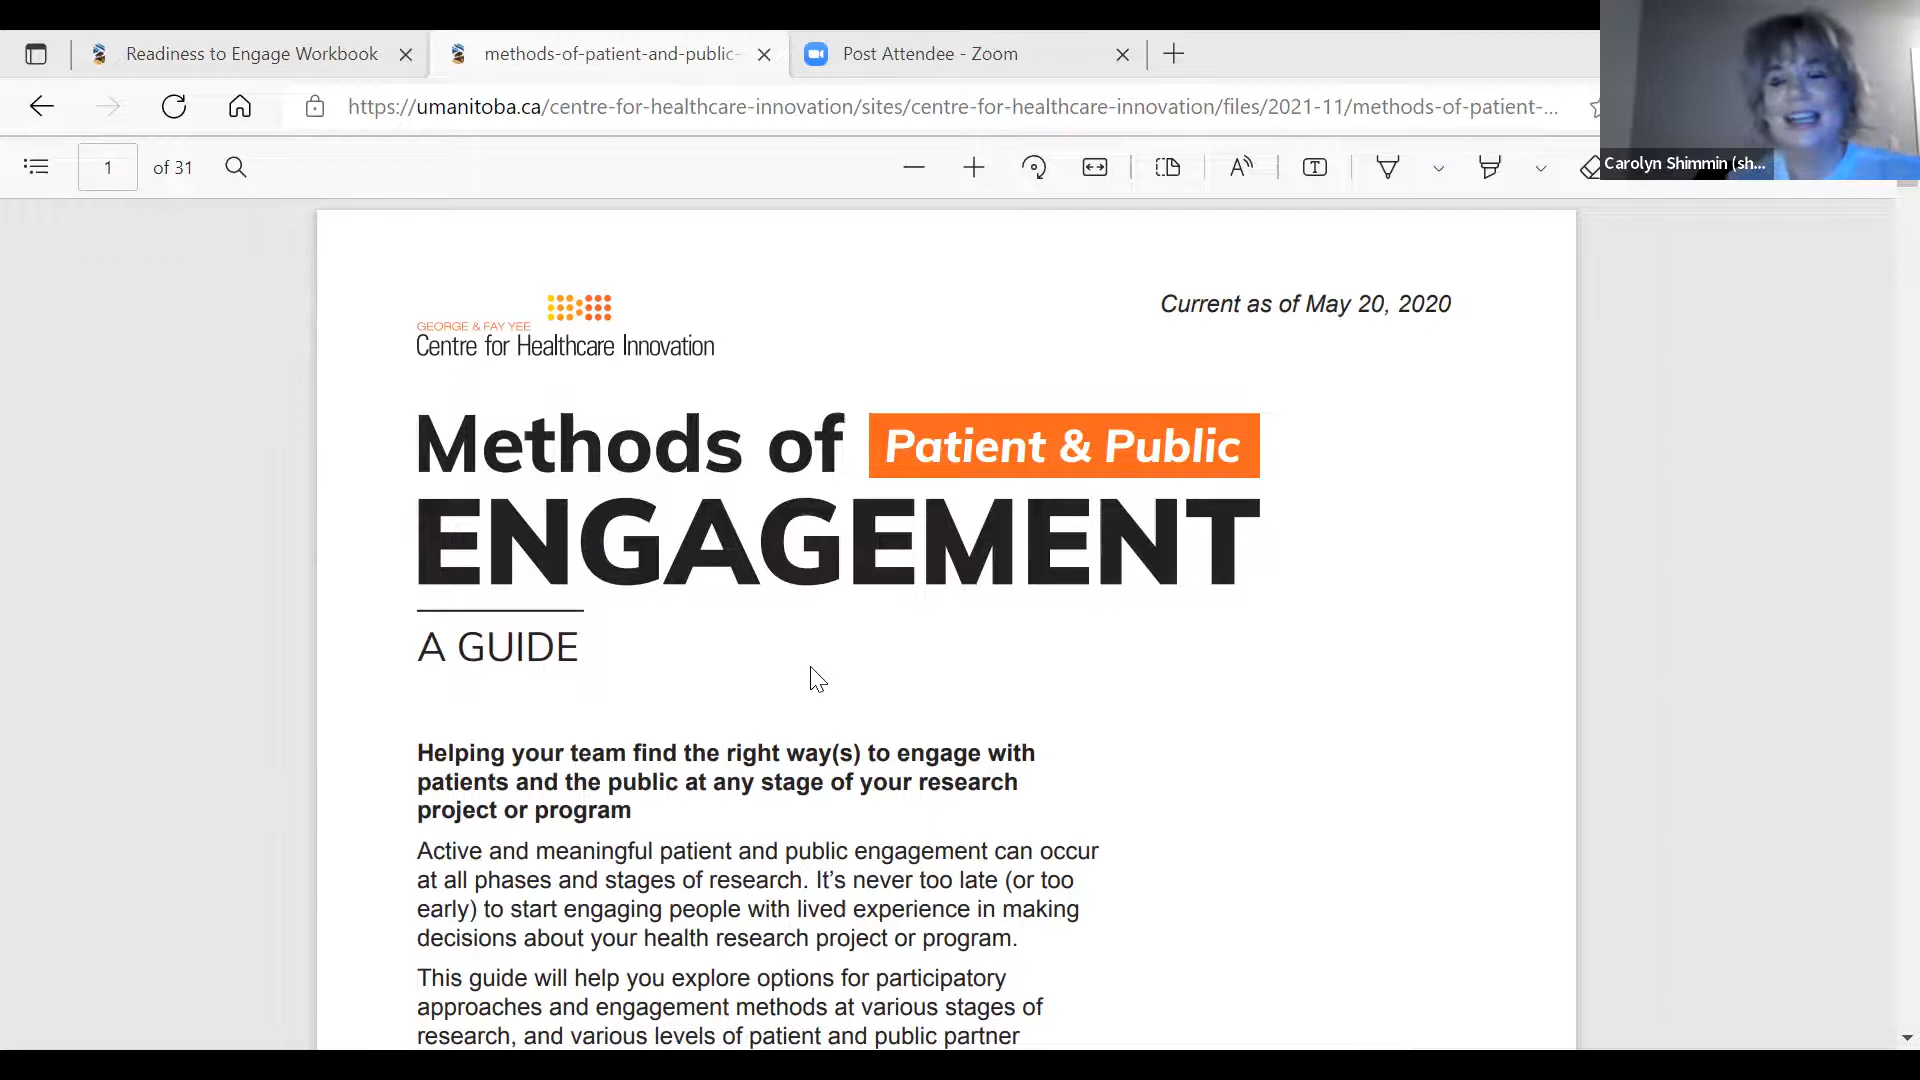 Readiness to Engage Workbook
methods-of-patient-and-public-
Post Attendee - Zoom
https://umanitoba.ca/centre-for-healthcare-innovation/sites/centre-for-healthcare-innovation/files/2021-11/methods-of-patient-...
1 of 31
Carolyn Shimmin (sh...
Current as of May 20, 2020
GEORGE & FAY YEE
Centre for Healthcare Innovation
Methods of Patient & Public
ENGAGEMENT
A GUIDE
Helping your team find the right way(s) to engage with
patients and the public at any stage of your research
project or program
Active and meaningful patient and public engagement can occur
at all phases and stages of research. It’s never too late (or too
early) to start engaging people with lived experience in making
decisions about your health research project or program.
This guide will help you explore options for participatory
approaches and engagement methods at various stages of
research, and various levels of patient and public partner